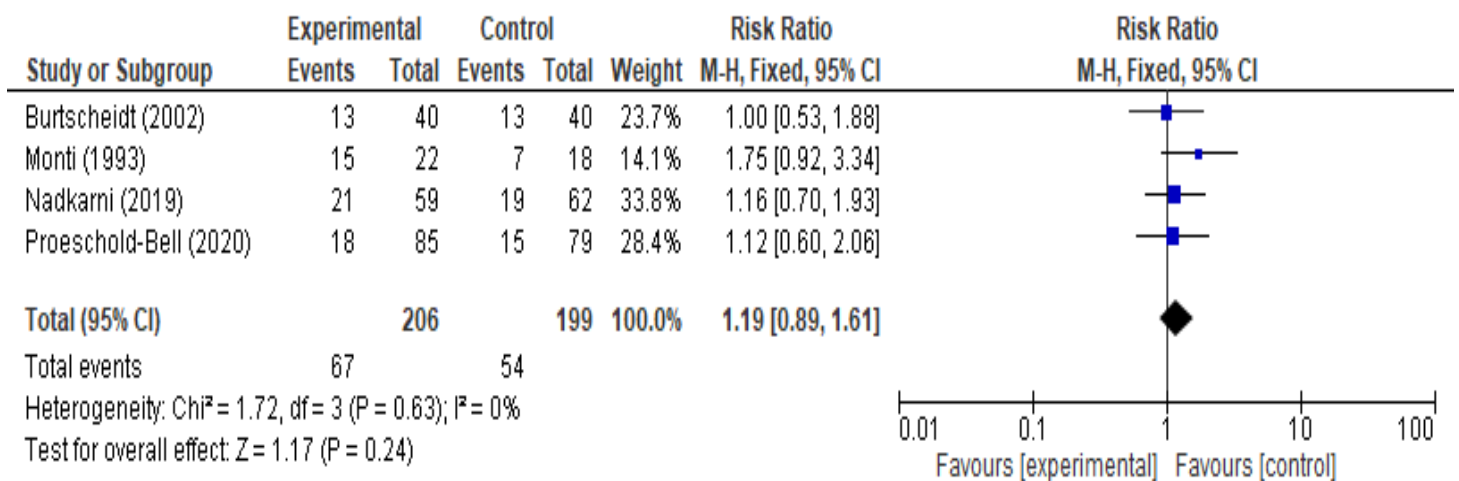 Experimental Control Risk Ratio Risk Ratio
Study or Subgroup Events Total Events Total Weight M-H, Fixed, 95% CI M-H, Fixed, 95% CI
Burtscheidt (2002) 13 40 13 40 23.7% 1.00 [0.53, 1.88]
Monti (1993) 15 22 7 18 14.1% 1.75 [0.92, 3.34]
Nadkarni (2019) 21 59 19 62 33.8% 1.16 [0.70, 1.93]
Proeschold-Bell (2020) 18 85 15 79 28.4% 1.12 [0.60, 2.06]
Total (95% CI) 206 199 100.0% 1.19 [0.89, 1.61]
Total events 67 54
Heterogeneity: Chi² = 1.72, df = 3 (P = 0.63); I² = 0%
Test for overall effect: Z = 1.17 (P = 0.24)
0.01 0.1 1 10 100
Favours [experimental] Favours [control]